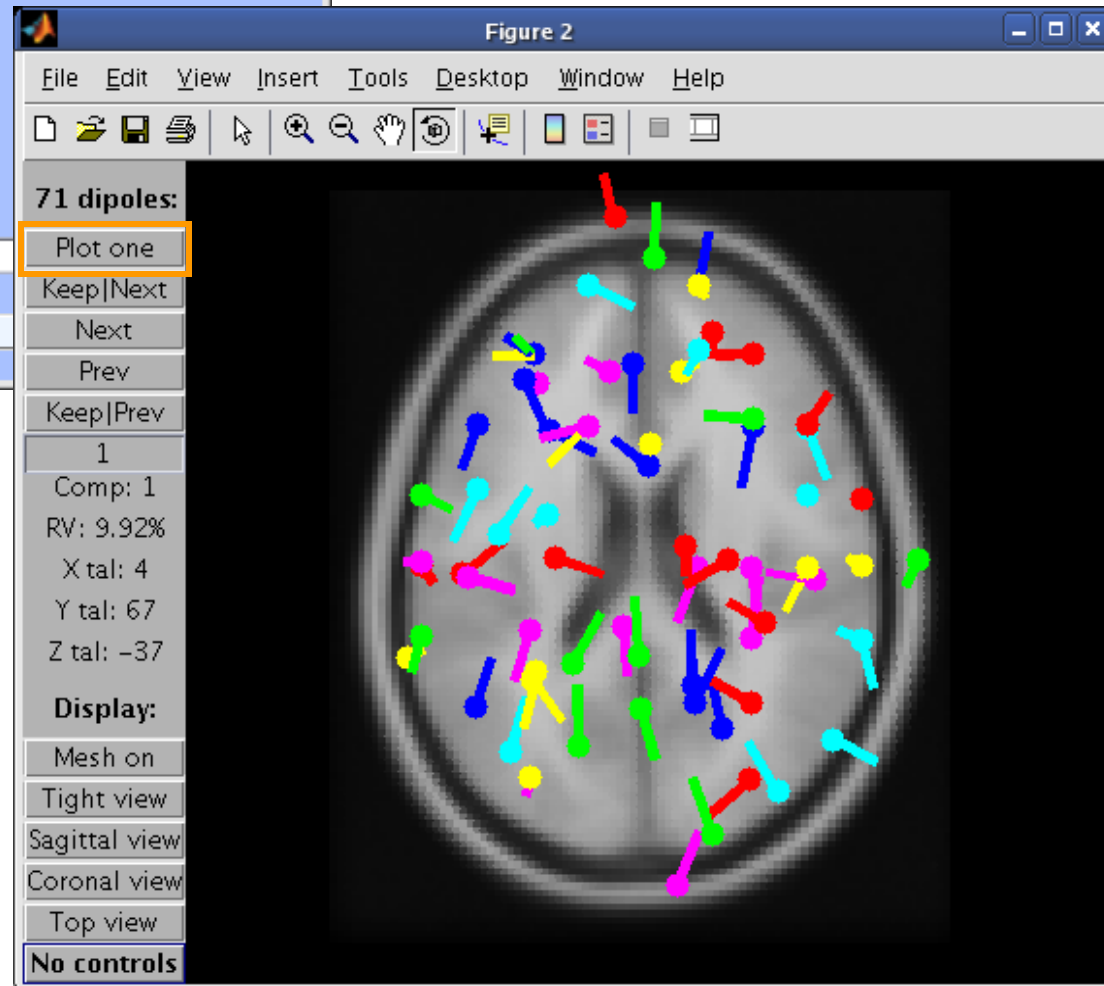 Figure 2
File Edit View Insert Tools Desktop Window Help
71 dipoles:
Plot one
Keep|Next
Next
Prev
Keep|Prev
1
Comp: 1
RV: 9.92%
X tal: 4
Y tal: 67
Z tal: −37
Display:
Mesh on
Tight view
Sagittal view
Coronal view
Top view
No controls